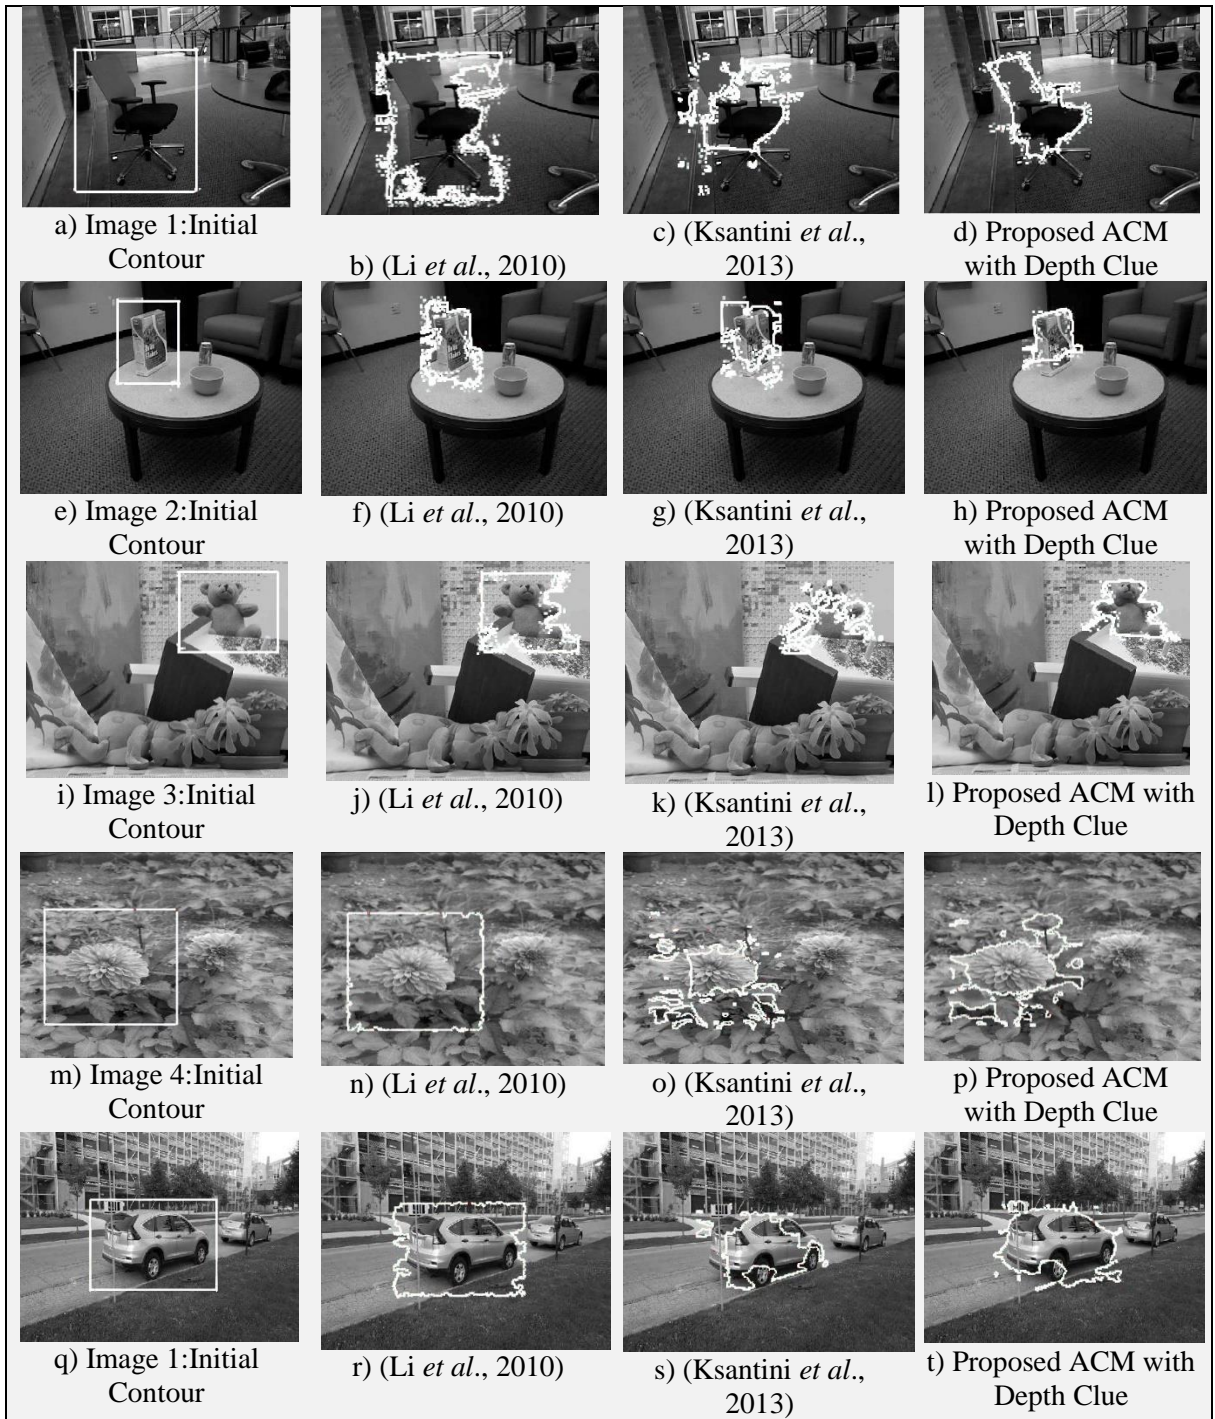 a) Image 1:Initial
Contour
b) (Li et al., 2010)
c) (Ksantini et al.,
2013)
d) Proposed ACM
with Depth Clue
e) Image 2:Initial
Contour
f) (Li et al., 2010)
g) (Ksantini et al.,
2013)
h) Proposed ACM
with Depth Clue
i) Image 3:Initial
Contour
j) (Li et al., 2010)
k) (Ksantini et al.,
2013)
l) Proposed ACM with
Depth Clue
m) Image 4:Initial
Contour
n) (Li et al., 2010)
o) (Ksantini et al.,
2013)
p) Proposed ACM
with Depth Clue
q) Image 1:Initial
Contour
r) (Li et al., 2010)
s) (Ksantini et al.,
2013)
t) Proposed ACM with
Depth Clue